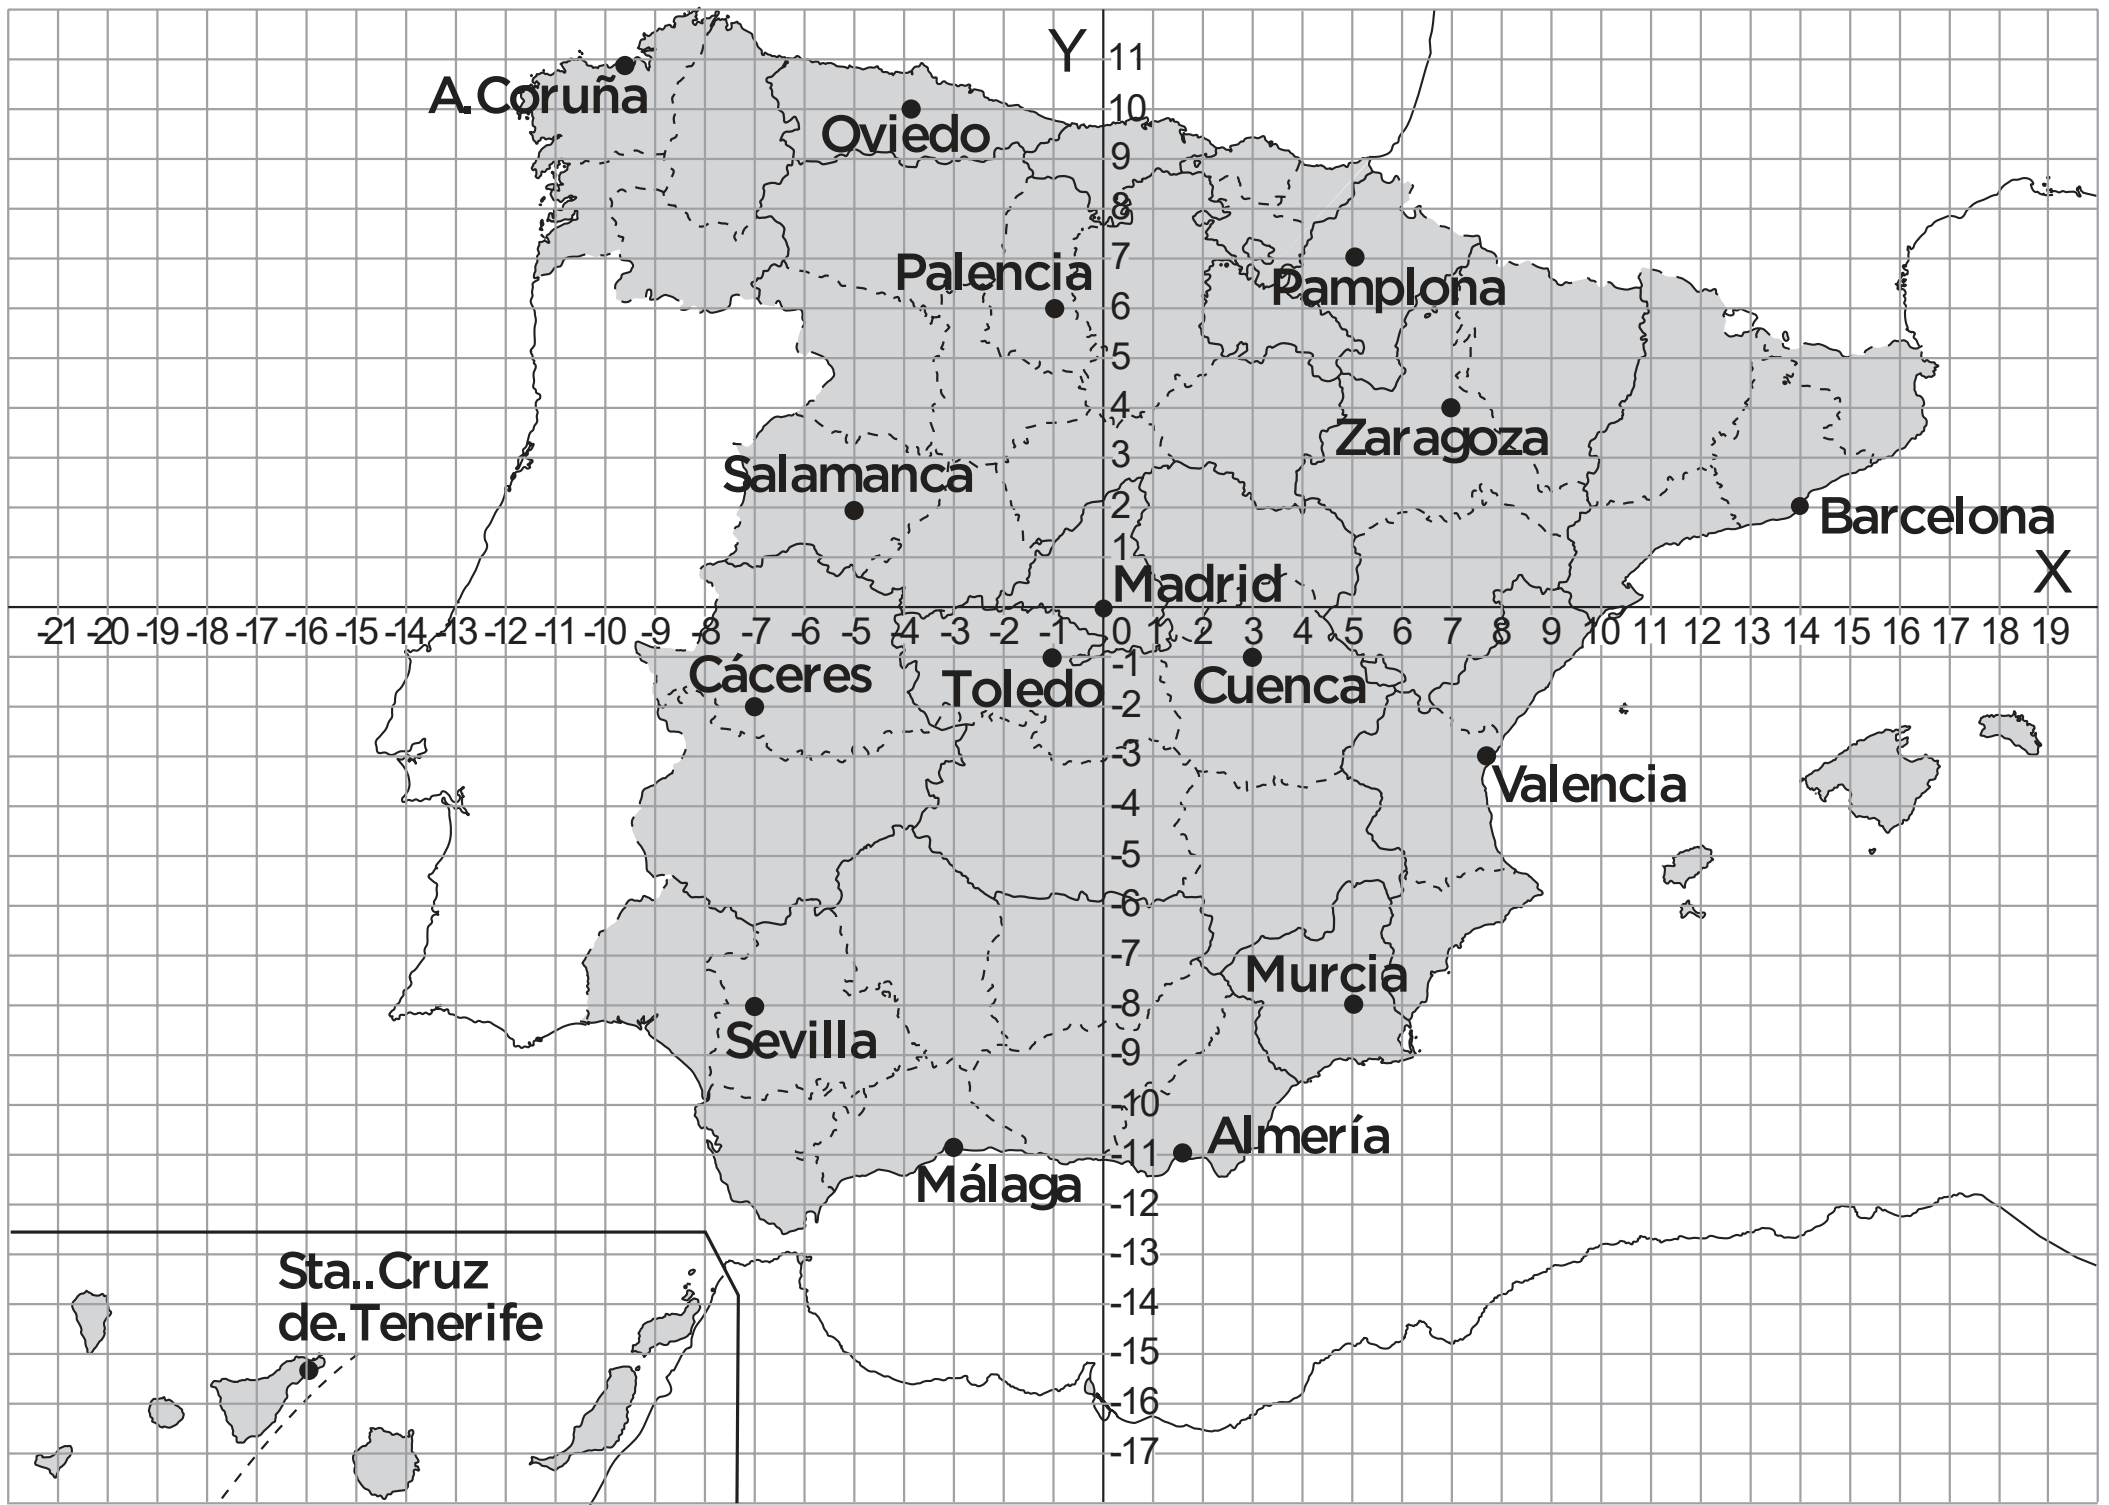 Y
11
A.Coruña
10
Oviedo
9
8
7
Palencia
Pamplona
6
5
4
Zaragoza
3
Salamanca
2
Barcelona
1
X
Madrid
-21 -20 -19 -18 -17 -16 -15 -14 -13 -12 -11 -10 -9 -8 -7 -6 -5 -4 -3 -2 -1 0 1 2 3 4 5 6 7 8 9 10 11 12 13 14 15 16 17 18 19
-1
Cáceres
Toledo
Cuenca
-2
-3
Valencia
-4
-5
-6
-7
Murcia
-8
Sevilla
-9
-10
Almería
-11
Málaga
-12
-13
Sta..Cruz
de.Tenerife
-14
-15
-16
-17